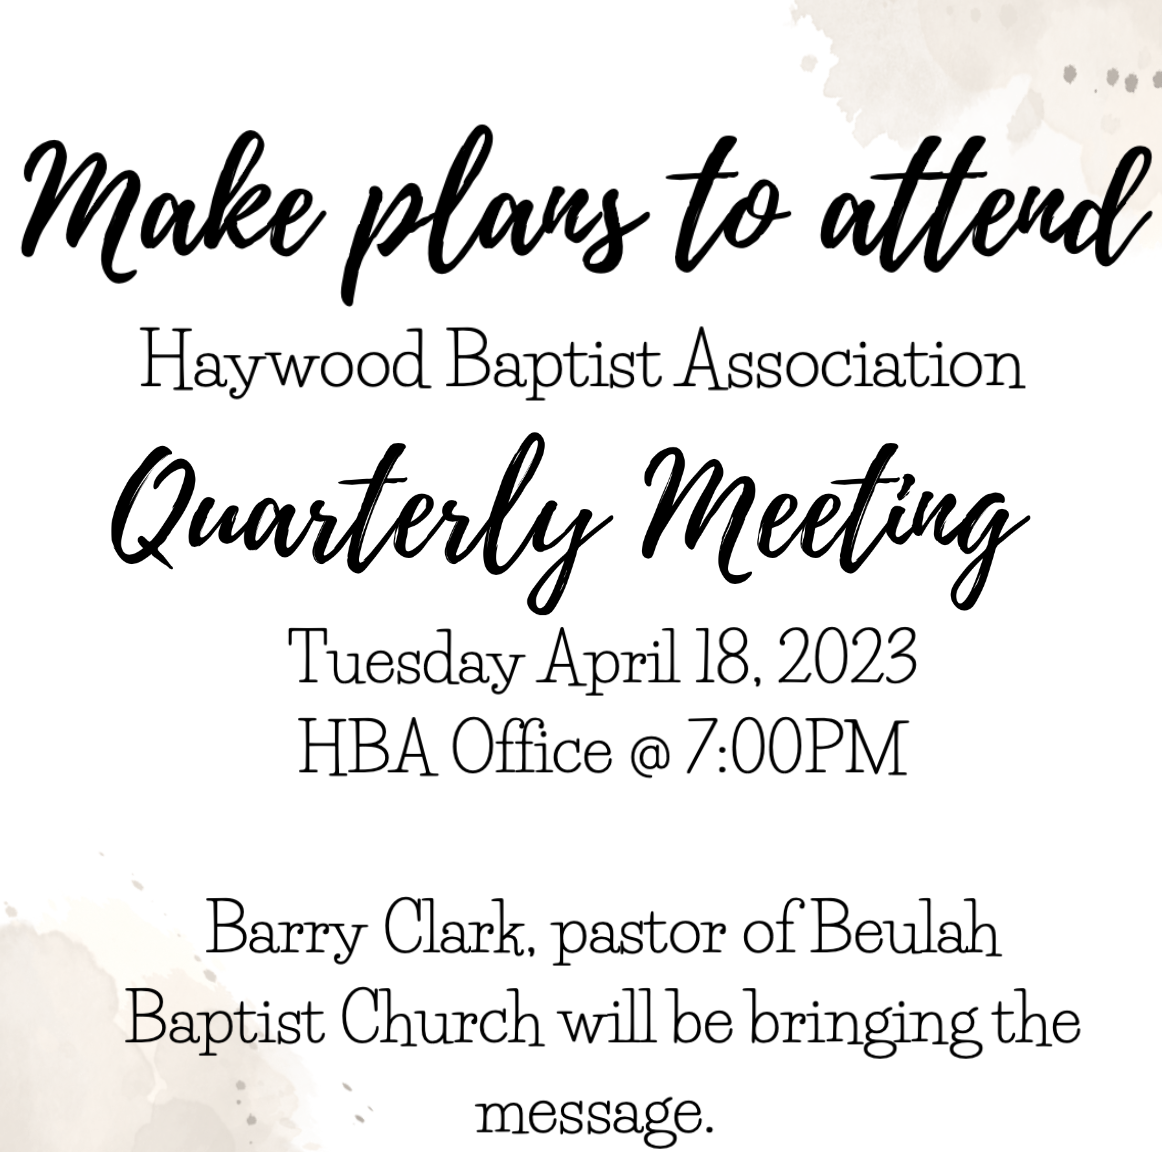 Make plans to attend
Haywood Baptist Association
Quarterly Meeting
Tuesday April 18, 2023
HBA Office @ 7:00PM
Barry Clark, pastor of Beulah
Baptist Church will be bringing the
message.